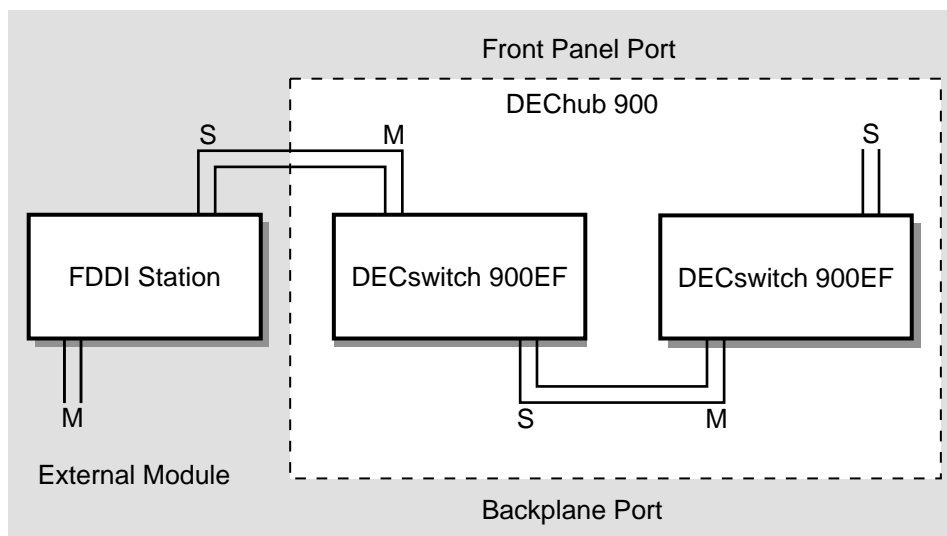 Front Panel Port
DEChub 900
S
M
S
FDDI Station
DECswitch 900EF
DECswitch 900EF
M
S
M
External Module
Backplane Port